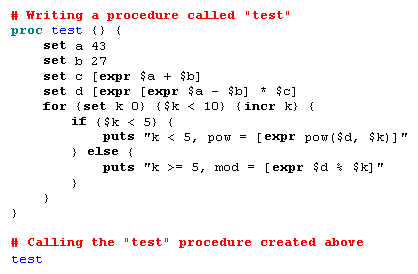 # Writing a procedure called "test"
proc test {} {
    set a 43
    set b 27
    set c [expr $a + $b]
    set d [expr [expr $a - $b] * $c]
    for {set k 0} {$k < 10} {incr k} {
        if {$k < 5} {
            puts "k < 5, pow = [expr pow($d, $k)]"
        } else {
            puts "k >= 5, mod = [expr $d % $k]"
        }
    }
}
# Calling the "test" procedure created above
test